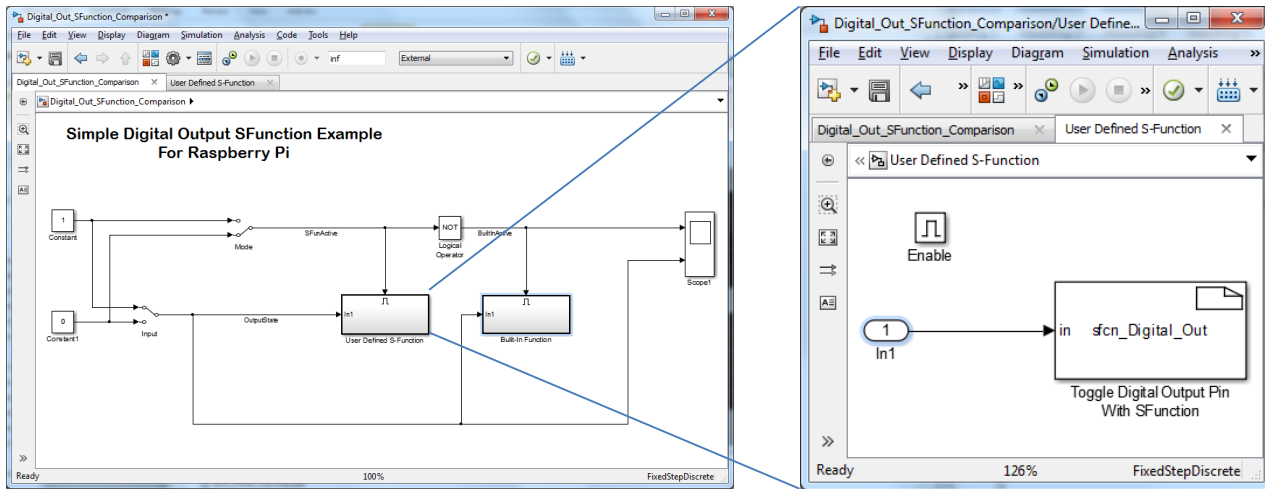 Digital_Out_SFunction_Comparison *
File Edit View Display Diagram Simulation Analysis Code Tools Help
inf External
Digital_Out_SFunction_Comparison × User Defined S-Function ×
Digital_Out_SFunction_Comparison
Simple Digital Output SFunction Example
For Raspberry Pi
1
Constant
Mode
SFunActive
NOT
Logical
Operator
BuiltInActive
Scope1
0
Constant1
Input
OutputState
In1
User Defined S-Function
In1
Built-In Function
Ready 100% FixedStepDiscrete
Digital_Out_SFunction_Comparison/User Define...
File Edit View Display Diagram Simulation Analysis »
Digital_Out_SFunction_Comparison × User Defined S-Function ×
« User Defined S-Function
Enable
1
In1
in sfcn_Digital_Out
Toggle Digital Output Pin
With SFunction
Ready 126% FixedStepDiscrete